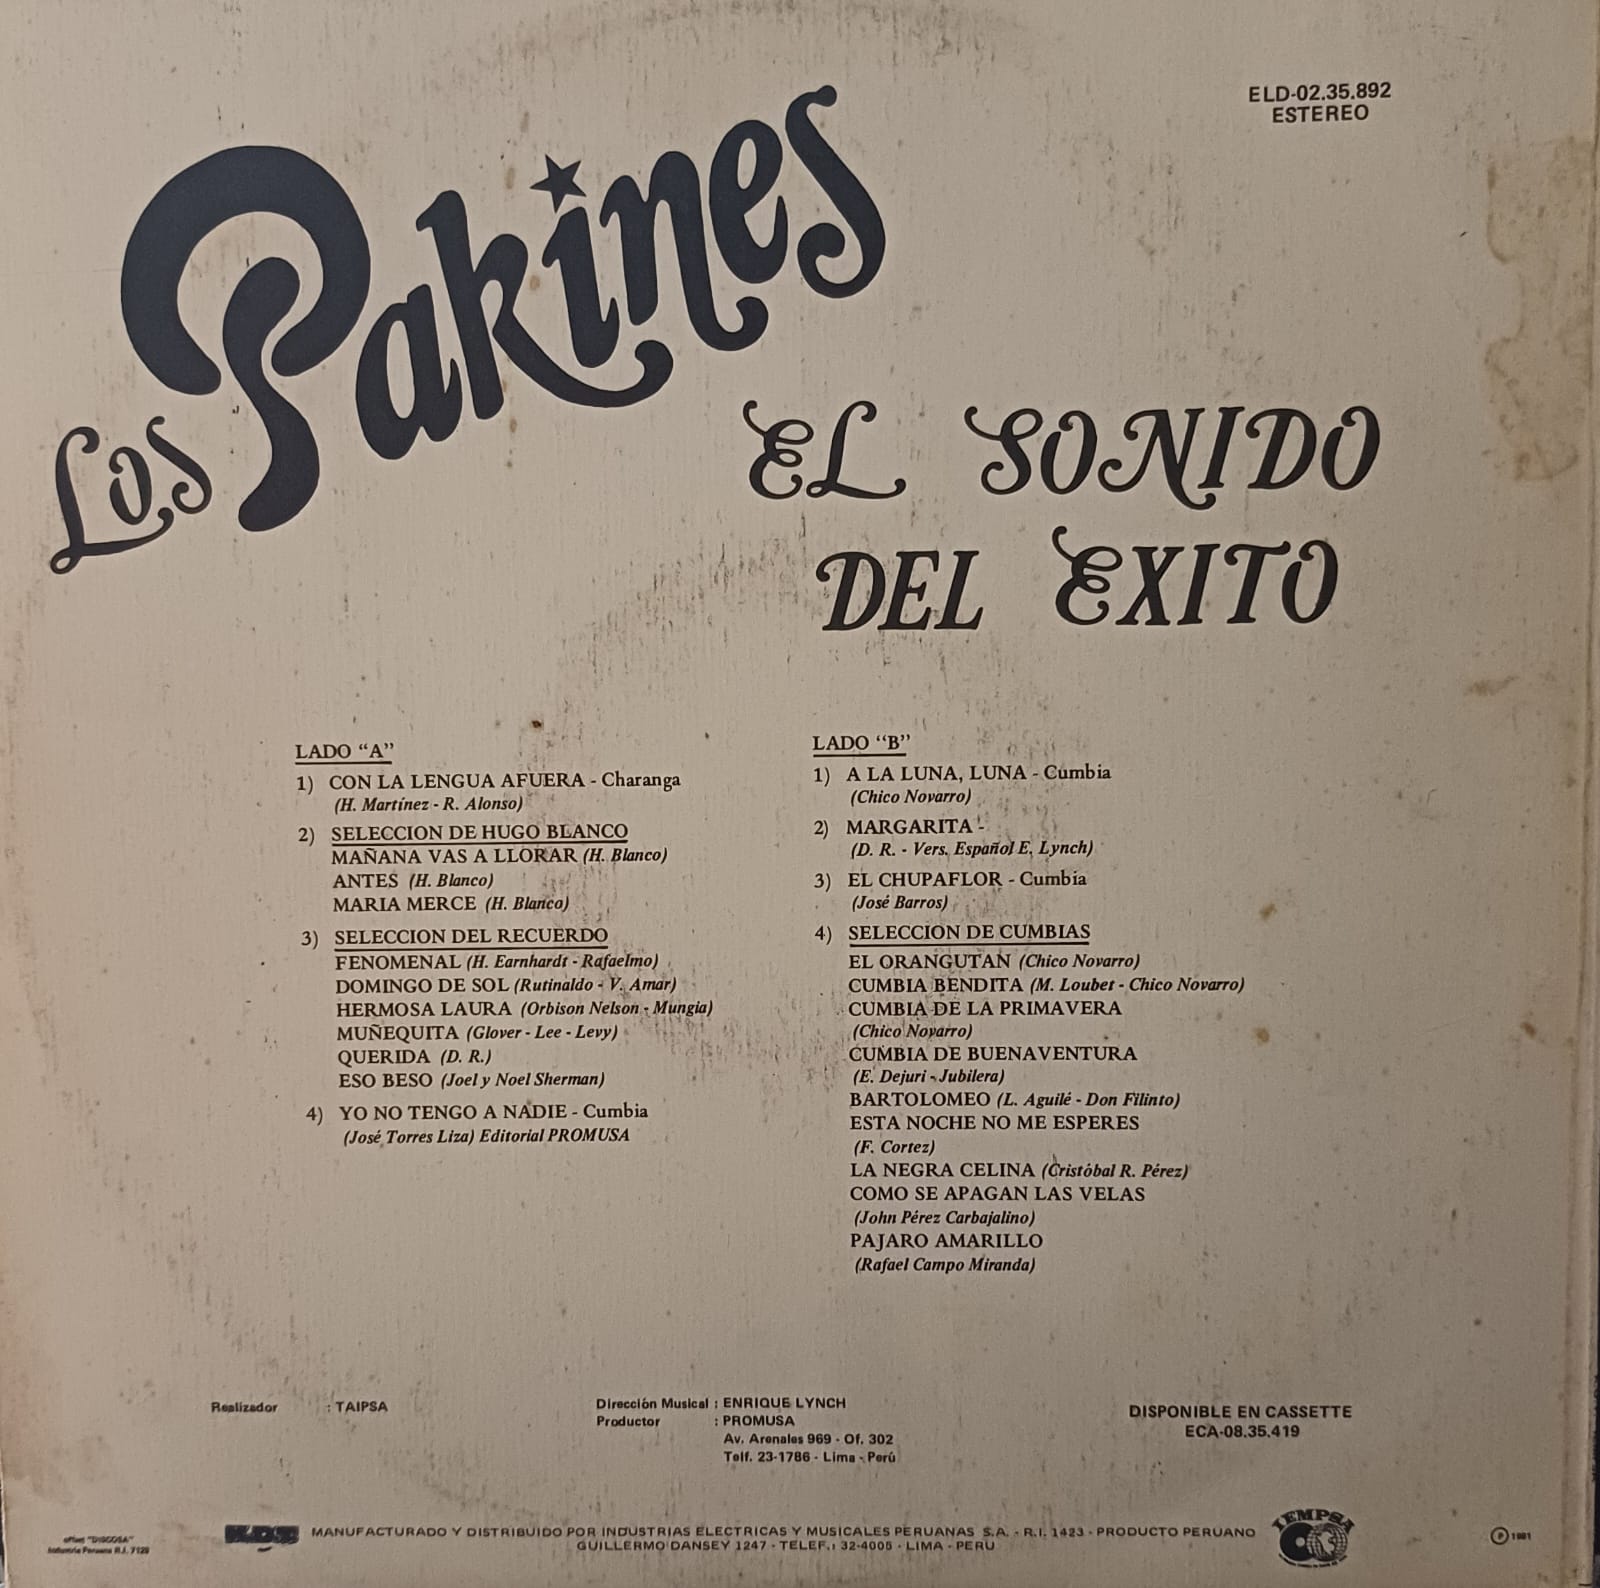 ELD-02.35.892
ESTEREO
Los Pakines
EL SONIDO
DEL EXITO
LADO "A"
1) CON LA LENGUA AFUERA - Charanga
(H. Martínez - R. Alonso)
2) SELECCION DE HUGO BLANCO
MAÑANA VAS A LLORAR (H. Blanco)
ANTES (H. Blanco)
MARIA MERCE (H. Blanco)
3) SELECCION DEL RECUERDO
FENOMENAL (H. Earnhardt - Rafaelmo)
DOMINGO DE SOL (Rutinaldo - V. Amar)
HERMOSA LAURA (Orbison Nelson - Mungia)
MUÑEQUITA (Glover - Lee - Levy)
QUERIDA (D. R.)
ESO BESO (Joel y Noel Sherman)
4) YO NO TENGO A NADIE - Cumbia
(José Torres Liza) Editorial PROMUSA
LADO "B"
1) A LA LUNA, LUNA - Cumbia
(Chico Novarro)
2) MARGARITA -
(D. R. - Vers. Español E. Lynch)
3) EL CHUPAFLOR - Cumbia
(José Barros)
4) SELECCION DE CUMBIAS
EL ORANGUTAN (Chico Novarro)
CUMBIA BENDITA (M. Loubet - Chico Novarro)
CUMBIA DE LA PRIMAVERA
(Chico Novarro)
CUMBIA DE BUENAVENTURA
(E. Dejuri - Jubilera)
BARTOLOMEO (L. Aguilé - Don Filinto)
ESTA NOCHE NO ME ESPERES
(F. Cortez)
LA NEGRA CELINA (Cristóbal R. Pérez)
COMO SE APAGAN LAS VELAS
(John Pérez Carbajalino)
PAJARO AMARILLO
(Rafael Campo Miranda)
Realizador : TAIPSA
Dirección Musical : ENRIQUE LYNCH
Productor : PROMUSA
Av. Arenales 969 - Of. 302
Telf. 23-1786 - Lima - Perú
DISPONIBLE EN CASSETTE
ECA-08.35.419
offset "DISCOSA"
Industria Peruana R.I. 7128
MANUFACTURADO Y DISTRIBUIDO POR INDUSTRIAS ELECTRICAS Y MUSICALES PERUANAS S.A. - R.I. 1423 - PRODUCTO PERUANO
GUILLERMO DANSEY 1247 - TELEF.: 32-4005 - LIMA - PERU
IEMPSA
Ⓟ 1981